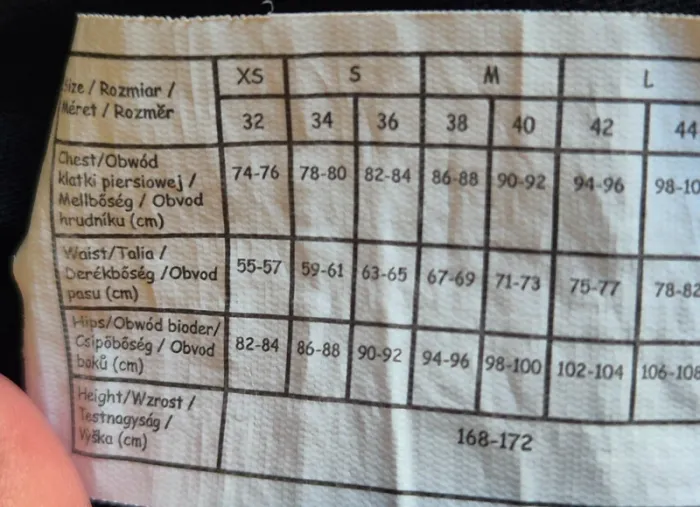 Size / Rozmiar / Méret / Rozměr XS S M L
32 34 36 38 40 42 44
Chest/Obwód klatki piersiowej / Mellbőség / Obvod hrudníku (cm) 74-76 78-80 82-84 86-88 90-92 94-96
Waist/Talia / Derékbőség /Obvod pasu (cm) 55-57 59-61 63-65 67-69 71-73 75-77 78-82
Hips/Obwód bioder/ Csípőbőség / Obvod boků (cm) 82-84 86-88 90-92 94-96 98-100 102-104 106-108
Height/Wzrost / Testnagyság / Výška (cm) 168-172